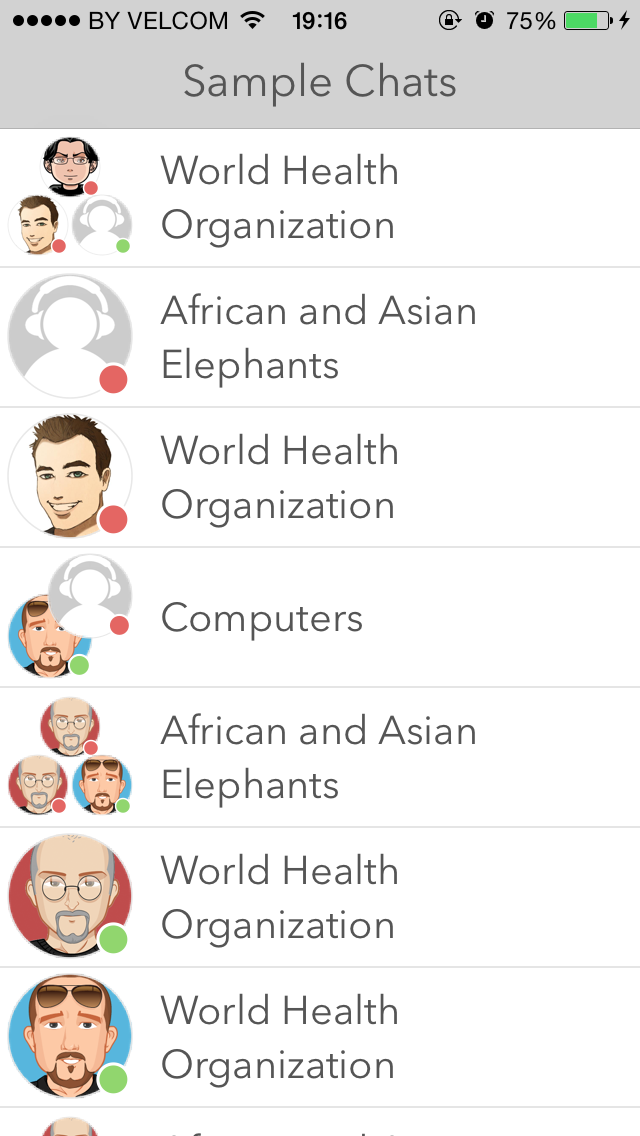 BY VELCOM 19:16 75%
Sample Chats
World Health
Organization
African and Asian
Elephants
World Health
Organization
Computers
African and Asian
Elephants
World Health
Organization
World Health
Organization